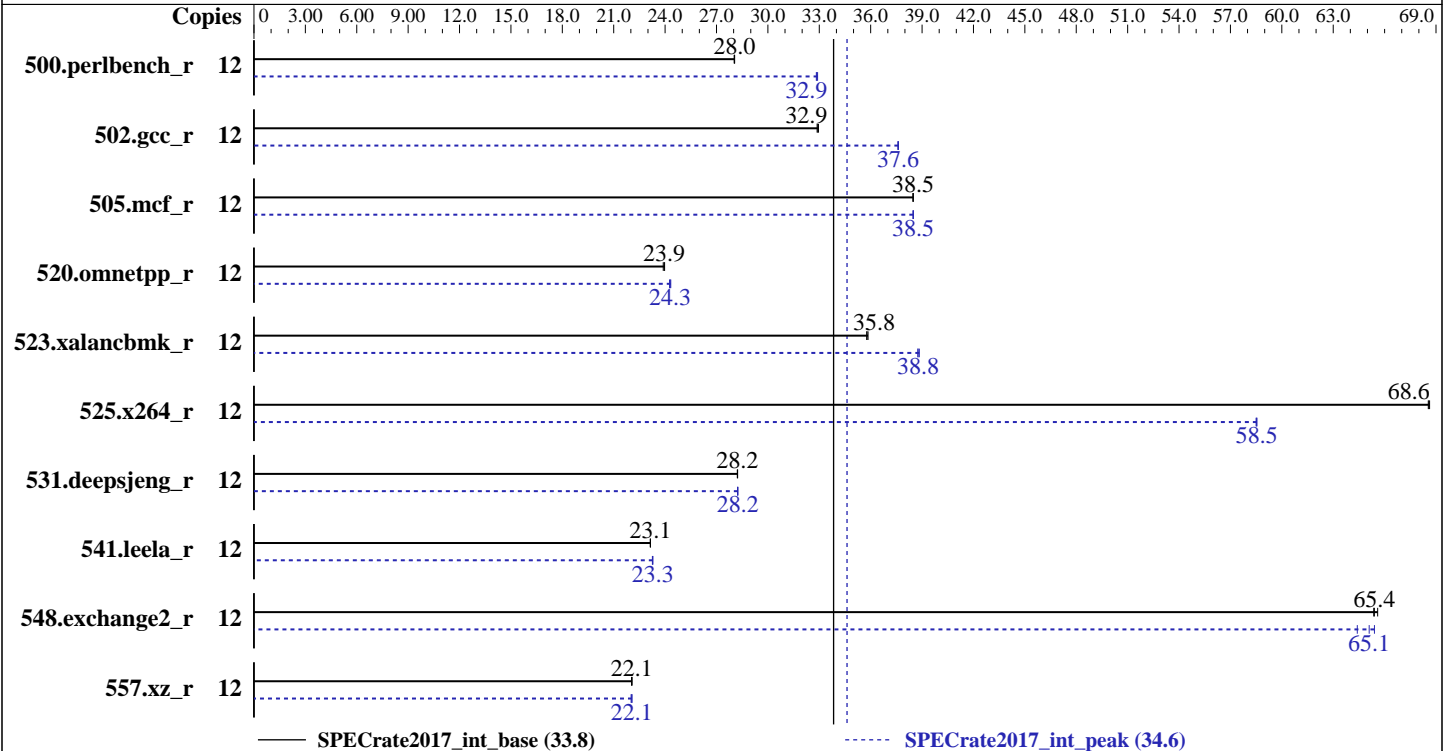 Copies 0 3.00 6.00 9.00 12.0 15.0 18.0 21.0 24.0 27.0 30.0 33.0 36.0 39.0 42.0 45.0 48.0 51.0 54.0 57.0 60.0 63.0 69.0
28.0
500.perlbench_r 12
32.9
32.9
502.gcc_r 12
37.6
38.5
505.mcf_r 12
38.5
23.9
520.omnetpp_r 12
24.3
35.8
523.xalancbmk_r 12
38.8
68.6
525.x264_r 12
58.5
28.2
531.deepsjeng_r 12
28.2
23.1
541.leela_r 12
23.3
65.4
548.exchange2_r 12
65.1
22.1
557.xz_r 12
22.1
SPECrate2017_int_base (33.8) SPECrate2017_int_peak (34.6)